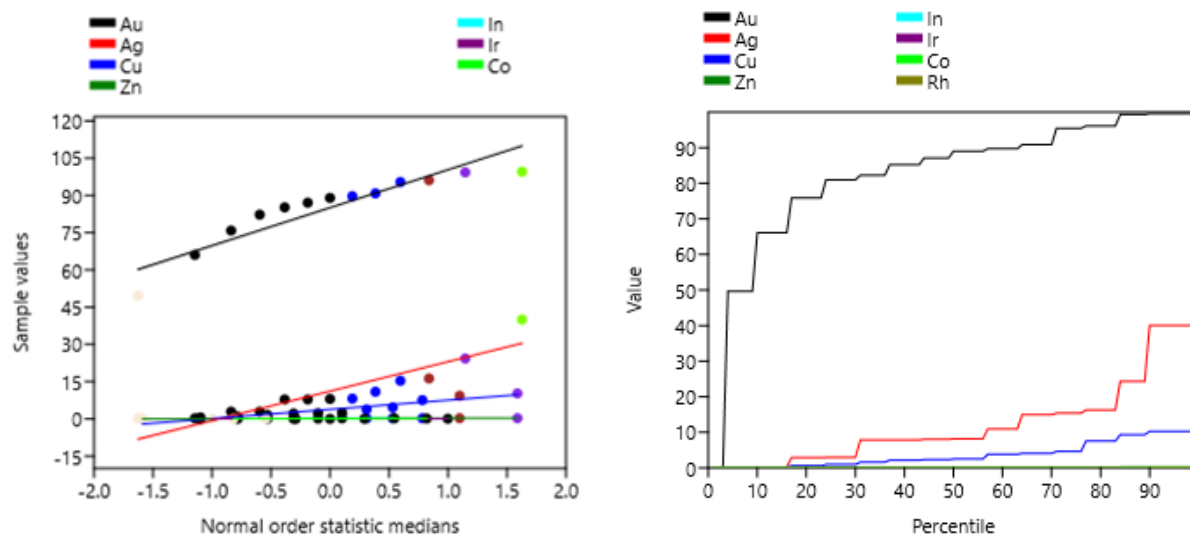 Au
Ag
Cu
Zn
In
Ir
Co
120
105
90
75
60
45
30
15
0
-15
Sample values
-2.0 -1.5 -1.0 -0.5 0.0 0.5 1.0 1.5 2.0
Normal order statistic medians
Au
Ag
Cu
Zn
In
Ir
Co
Rh
90
80
70
60
50
40
30
20
10
0
Value
0 10 20 30 40 50 60 70 80 90
Percentile